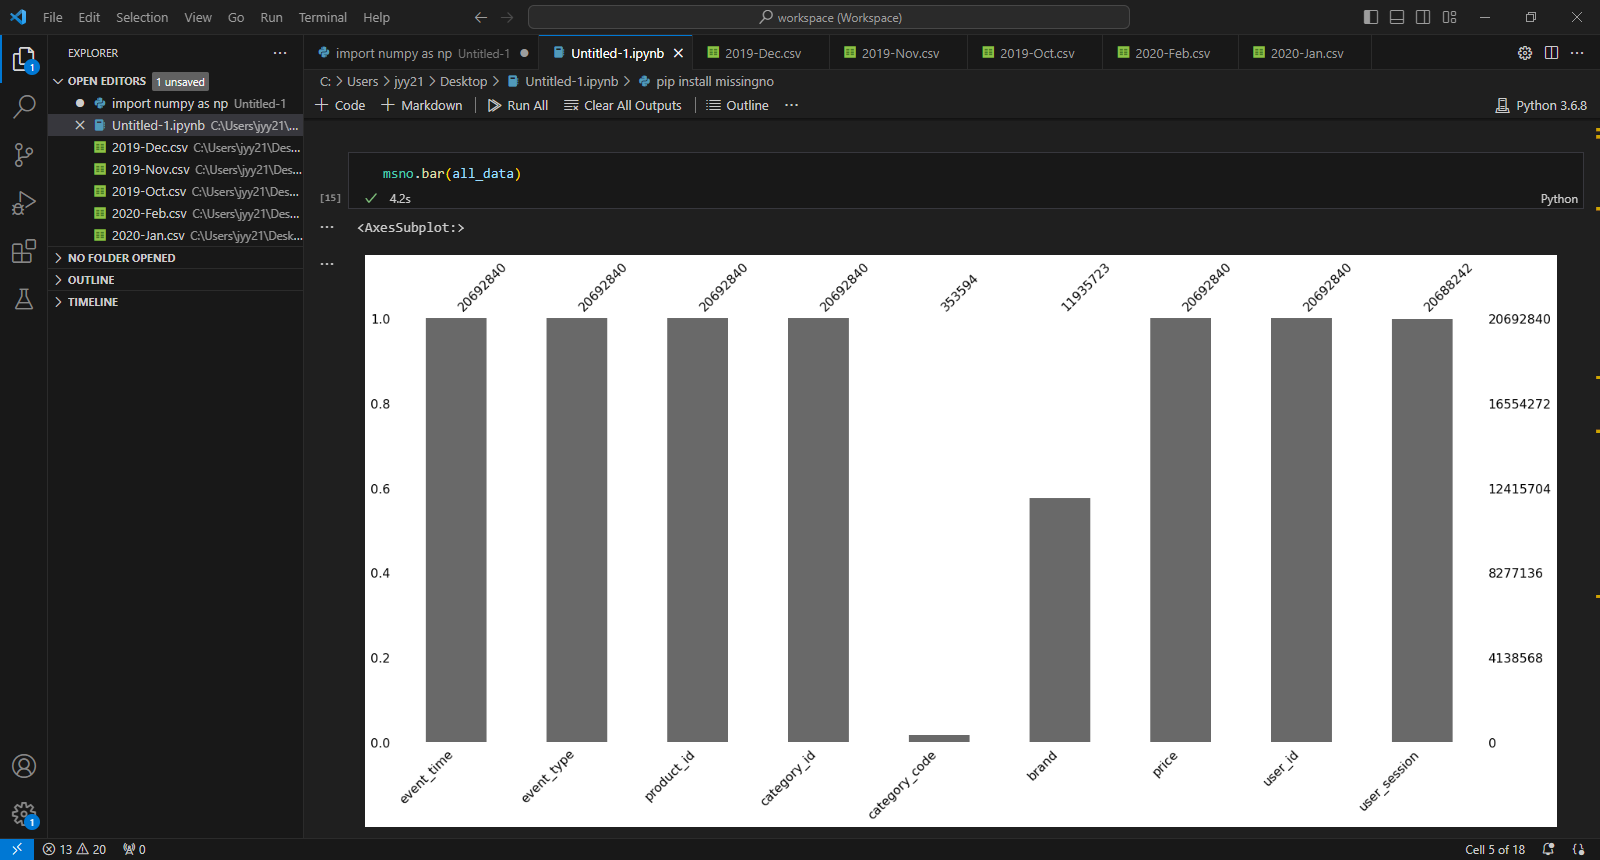 File Edit Selection View Go Run Terminal Help
workspace (Workspace)
EXPLORER
OPEN EDITORS 1 unsaved
import numpy as np Untitled-1
Untitled-1.ipynb C:\Users\jyy21\...
2019-Dec.csv C:\Users\jyy21\Des...
2019-Nov.csv C:\Users\jyy21\Des...
2019-Oct.csv C:\Users\jyy21\Des...
2020-Feb.csv C:\Users\jyy21\Des...
2020-Jan.csv C:\Users\jyy21\Desk...
NO FOLDER OPENED
OUTLINE
TIMELINE
1
1
import numpy as np Untitled-1
Untitled-1.ipynb
2019-Dec.csv
2019-Nov.csv
2019-Oct.csv
2020-Feb.csv
2020-Jan.csv
C: > Users > jyy21 > Desktop > Untitled-1.ipynb > pip install missingno
+ Code + Markdown | Run All Clear All Outputs | Outline ...
Python 3.6.8
msno.bar(all_data)
[15] 4.2s
Python
<AxesSubplot:>
20692840 20692840 20692840 20692840 353594 11935723 20692840 20692840 20688242
1.0 20692840
0.8 16554272
0.6 12415704
0.4 8277136
0.2 4138568
0.0 0
event_time event_type product_id category_id category_code brand price user_id user_session
13 20 0
Cell 5 of 18